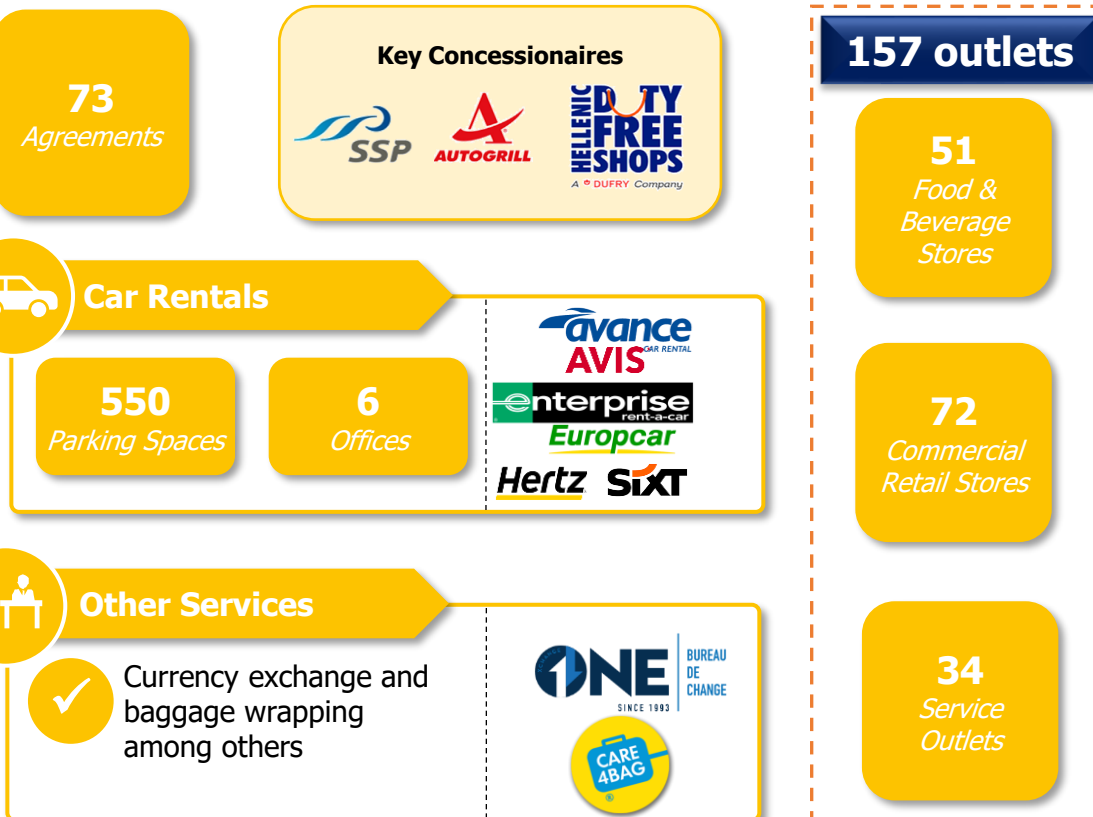 73
Agreements
Key Concessionaires
SSP
AUTOGRILL
HELLENIC
DUTY
FREE
SHOPS
A DUFRY Company
Car Rentals
550
Parking Spaces
6
Offices
avance
CAR RENTAL
AVIS
enterprise
rent-a-car
Europcar
Hertz SIXT
Other Services
Currency exchange and
baggage wrapping
among others
ONE
SINCE 1993
BUREAU
DE
CHANGE
CARE
4BAG
157 outlets
51
Food &
Beverage
Stores
72
Commercial
Retail Stores
34
Service
Outlets